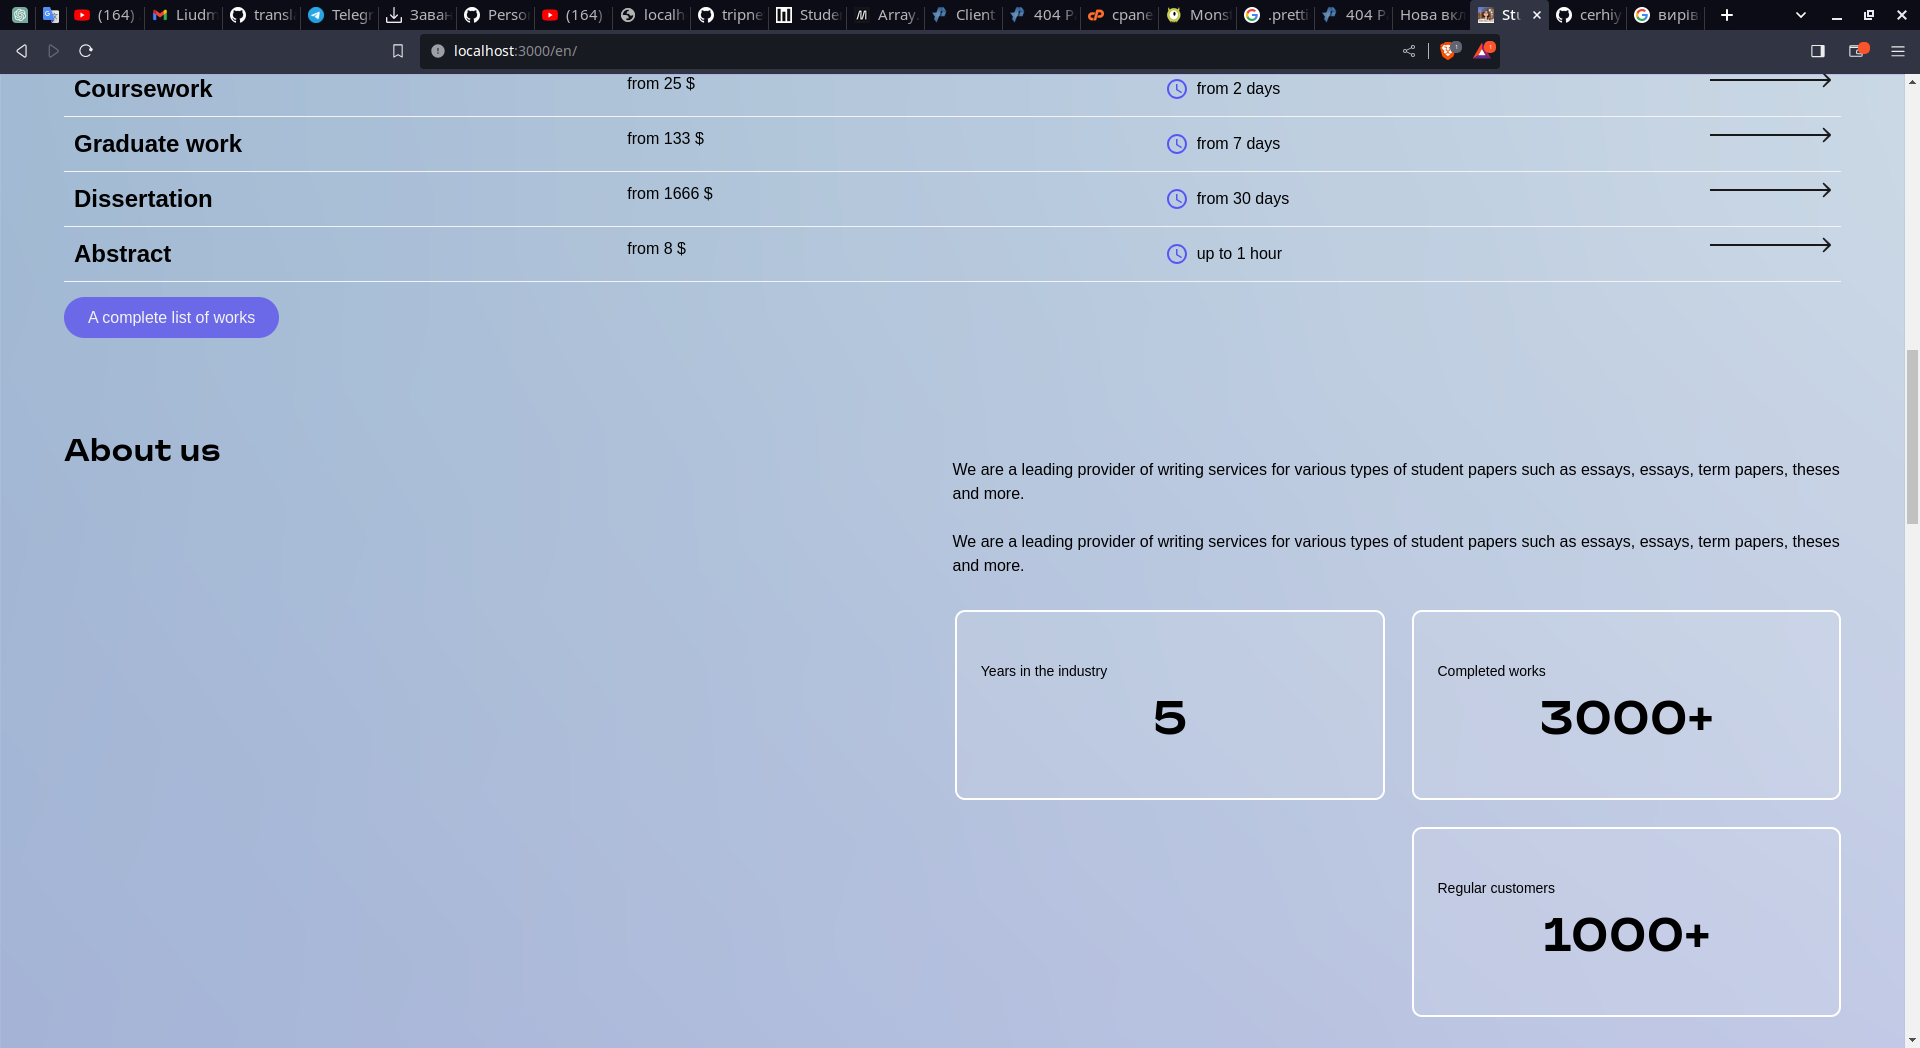 (164)
Liudm
transl
Telegr
Заван
Perso
(164)
localh
tripne
Stude
Array.
Client
404 P
cpane
Monst
.pretti
404 P
Нова вкл
Stu
cerhiy
вирів
localhost:3000/en/
Coursework from 25 $ from 2 days
Graduate work from 133 $ from 7 days
Dissertation from 1666 $ from 30 days
Abstract from 8 $ up to 1 hour
A complete list of works
About us
We are a leading provider of writing services for various types of student papers such as essays, essays, term papers, theses
and more.
We are a leading provider of writing services for various types of student papers such as essays, essays, term papers, theses
and more.
Years in the industry
5
Completed works
3000+
Regular customers
1000+